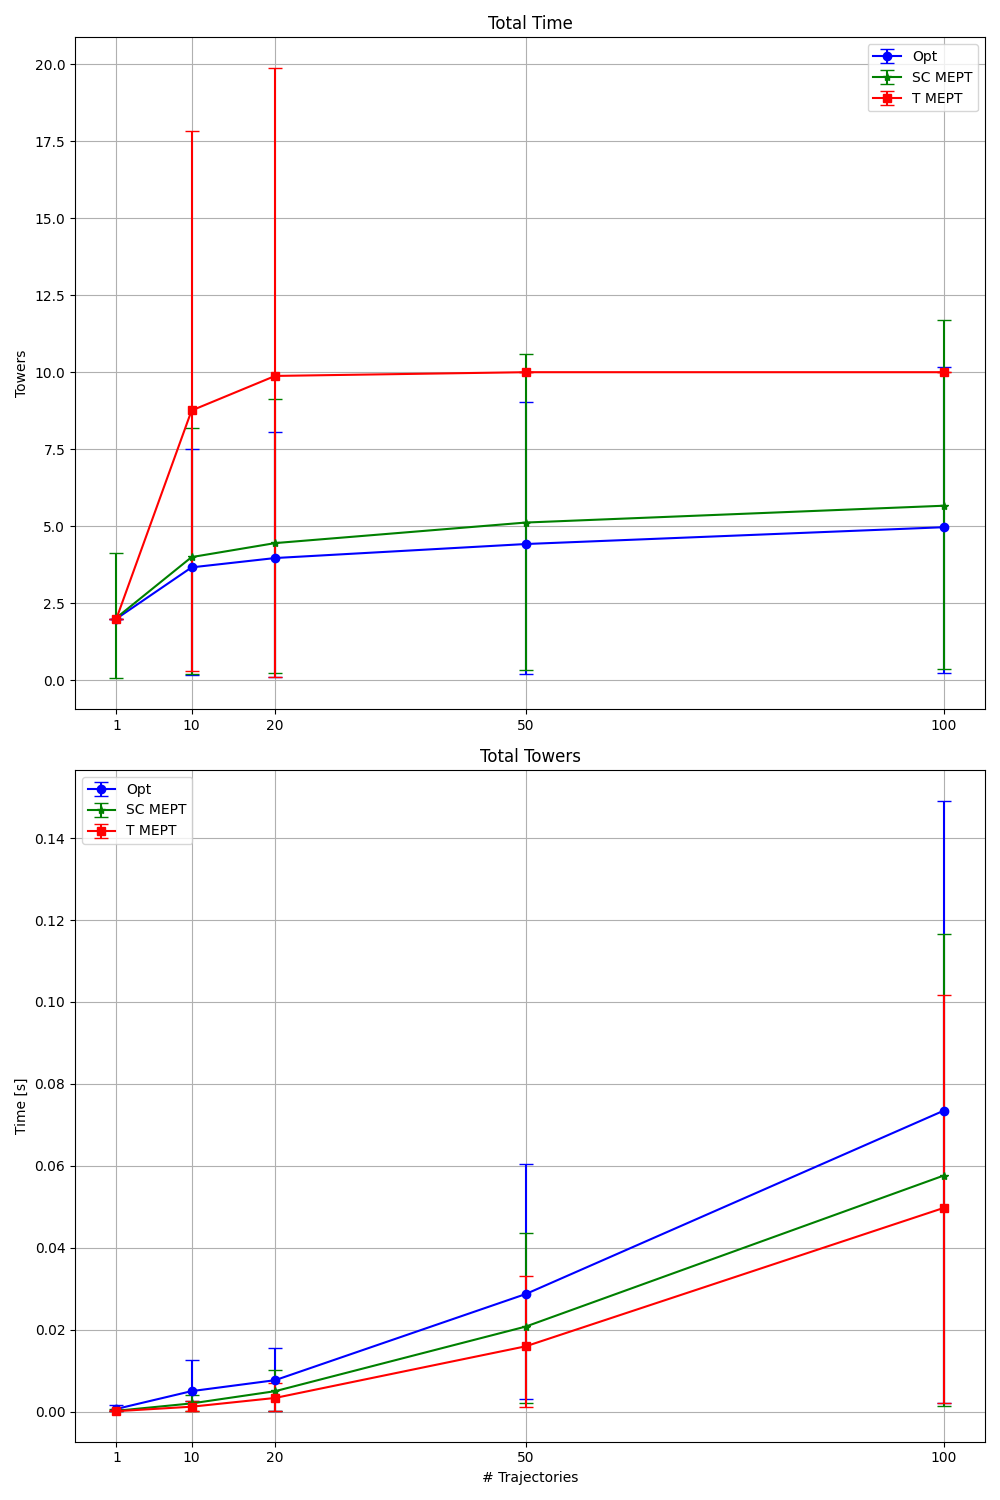 Total Time
Opt
SC MEPT
T MEPT
Towers
20.0
17.5
15.0
12.5
10.0
7.5
5.0
2.5
0.0
1 10 20 50 100
Total Towers
Opt
SC MEPT
T MEPT
Time [s]
0.14
0.12
0.10
0.08
0.06
0.04
0.02
0.00
1 10 20 50 100
# Trajectories